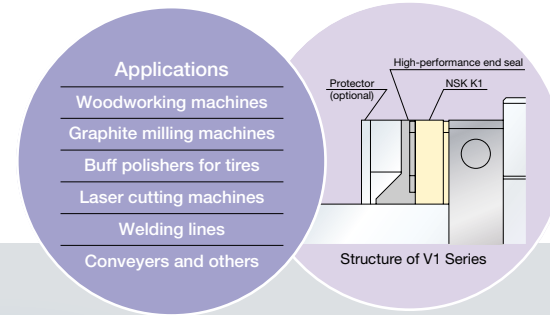 Applications
Woodworking machines
Graphite milling machines
Buff polishers for tires
Laser cutting machines
Welding lines
Conveyers and others
High-performance end seal
Protector
(optional)
NSK K1
Structure of V1 Series